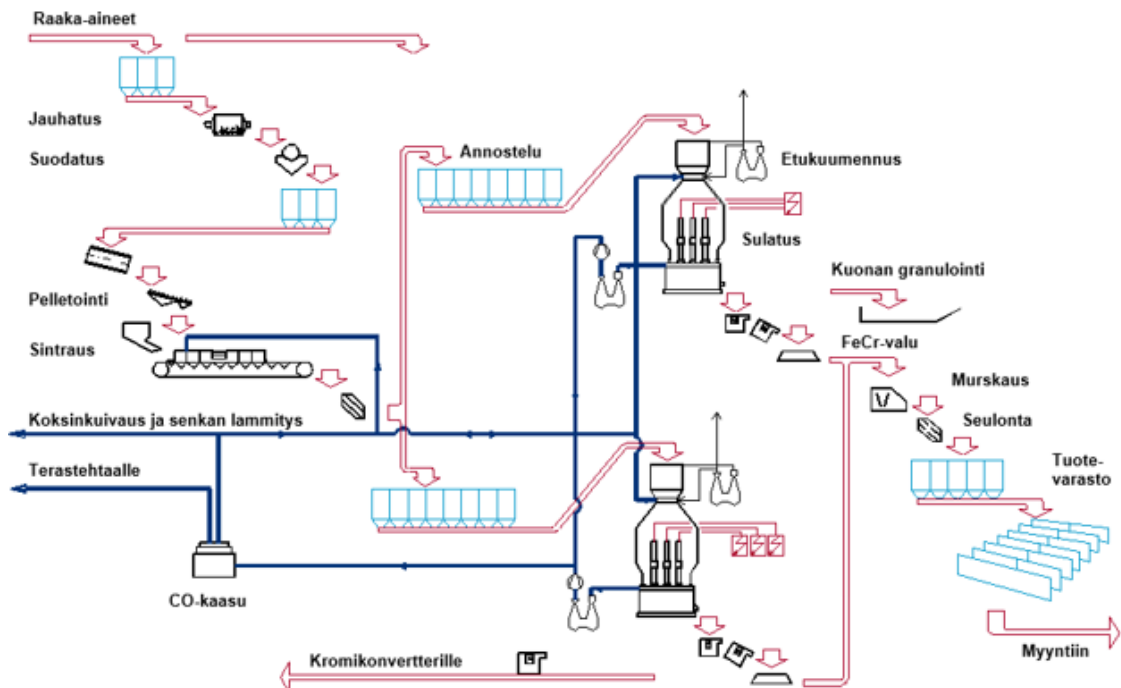 Raaka-aineet
Jauhatus
Suodatus
Annostelu
Etukuumennus
Sulatus
Kuonan granulointi
Pelletointi
Sintraus
FeCr-valu
Murskaus
Seulonta
Koksinkuivaus ja senkan lammitys
Terastehtaalle
Tuote-
varasto
CO-kaasu
Kromikonvertterille
Myyntiin